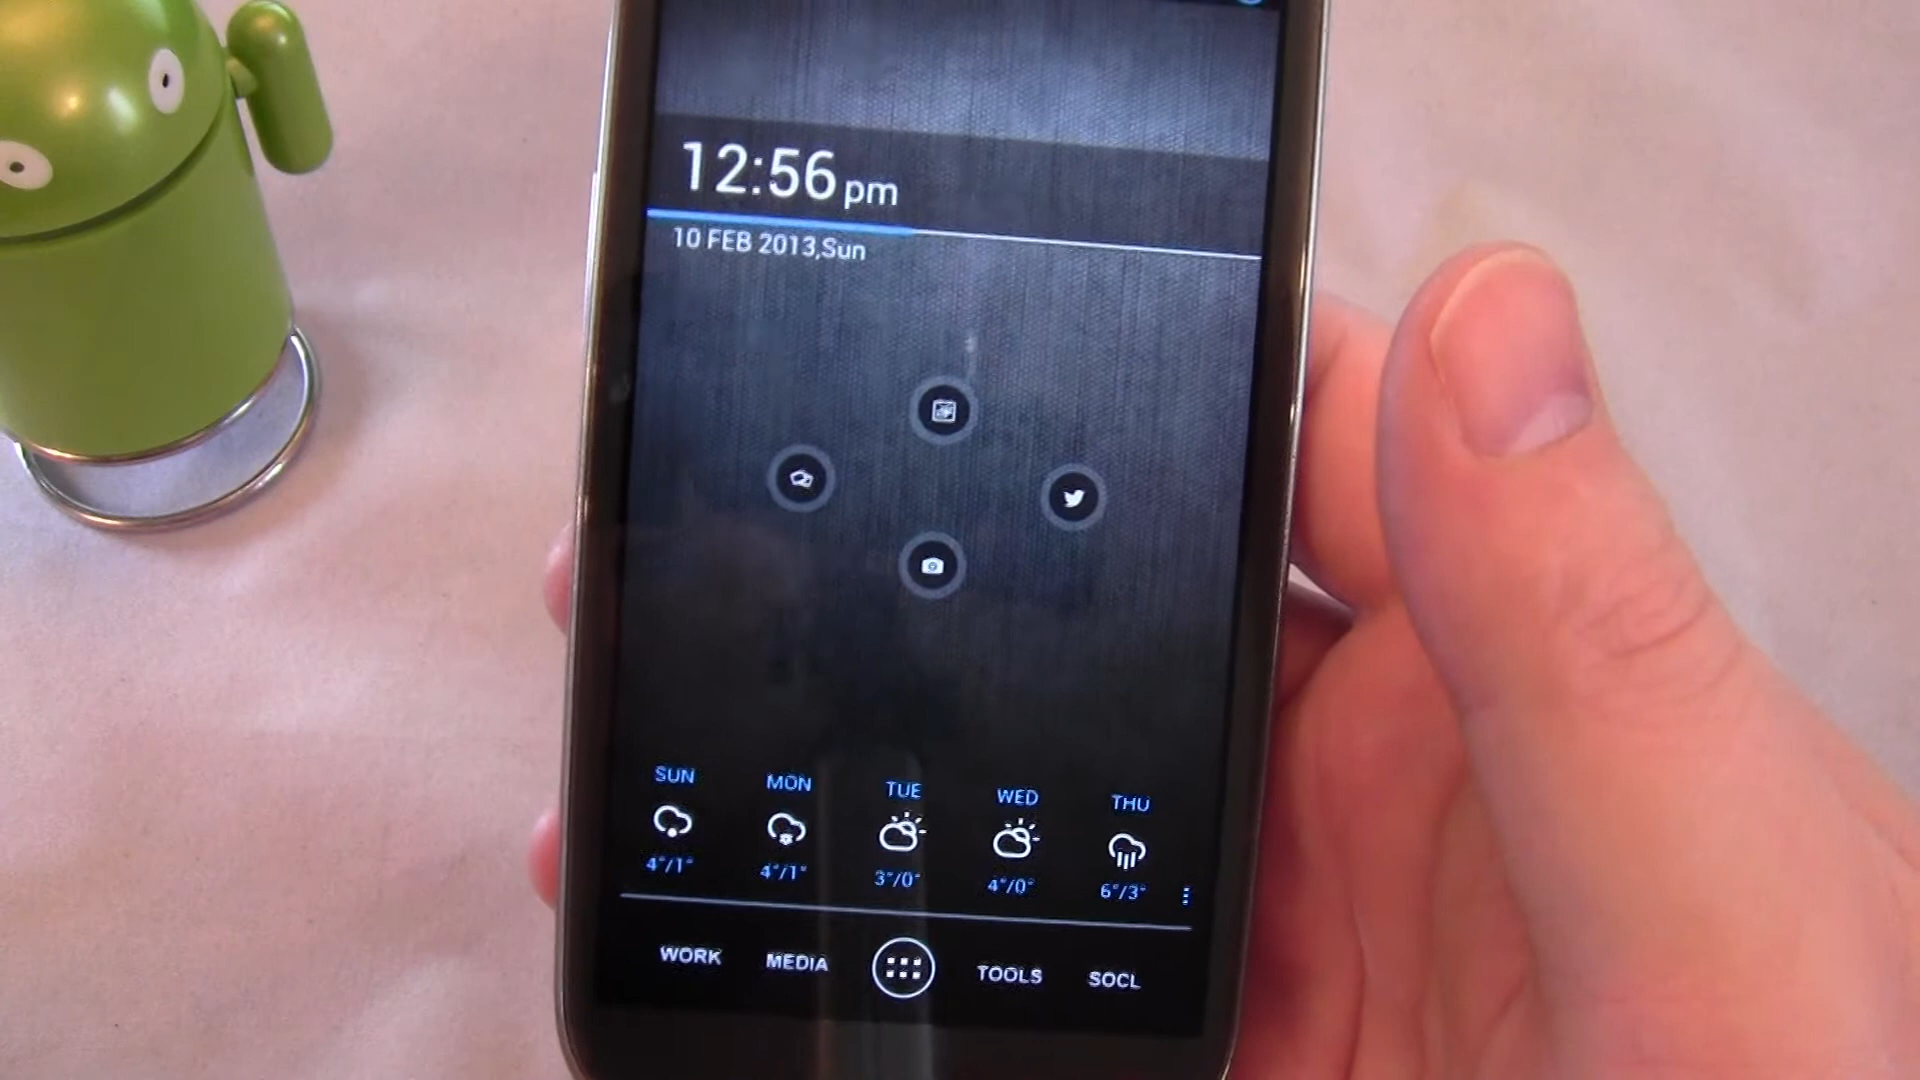 12:56 pm
10 FEB 2013,Sun
SUN MON TUE WED THU
4°/1° 4°/1° 3°/0° 4°/0° 6°/3°
WORK MEDIA TOOLS SOCL